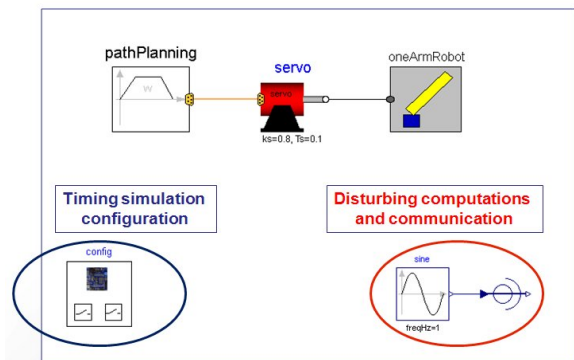 pathPlanning
servo
oneArmRobot
w
servo
ks=0.8, Ts=0.1
Timing simulation
configuration
Disturbing computations
and communication
config
sine
freqHz=1